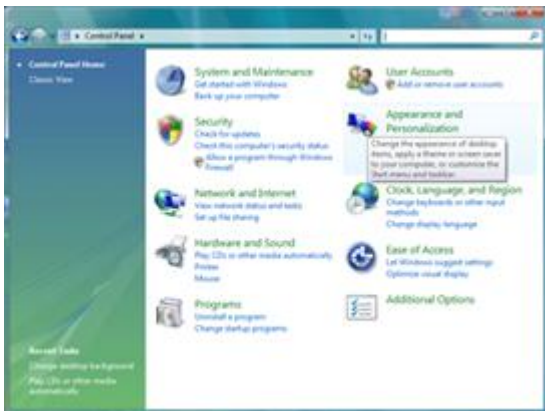 Control Panel
Control Panel Home
Classic View
System and Maintenance
Get started with Windows
Back up your computer
Security
Check for updates
Check this computer's security status
Allow a program through Windows
Firewall
Network and Internet
View network status and tasks
Set up file sharing
Hardware and Sound
Play CDs or other media automatically
Printer
Mouse
Programs
Uninstall a program
Change startup programs
User Accounts
Add or remove user accounts
Appearance and
Personalization
Change the appearance of desktop
items, apply a theme or screen saver
to your computer, or customize the
Start menu and taskbar.
Clock, Language, and Region
Change keyboards or other input
methods
Change display language
Ease of Access
Let Windows suggest settings
Optimize visual display
Additional Options
Recent Tasks
Change desktop background
Play CDs or other media
automatically